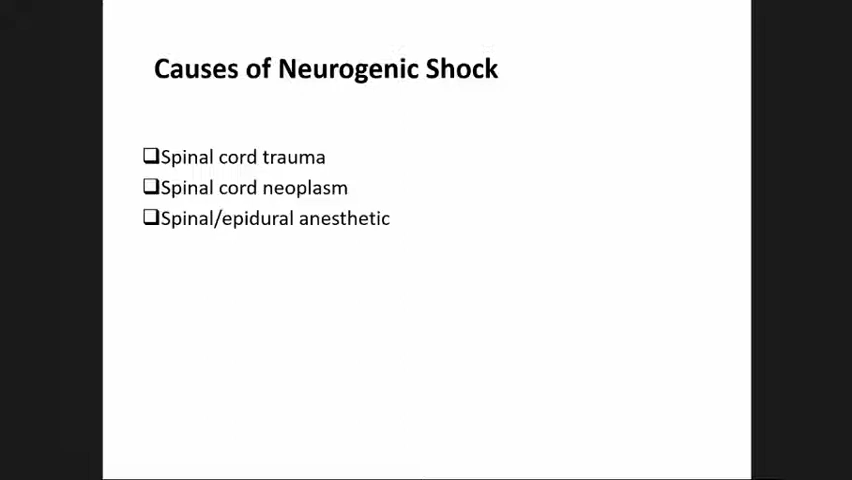 Causes of Neurogenic Shock
❑Spinal cord trauma
❑Spinal cord neoplasm
❑Spinal/epidural anesthetic